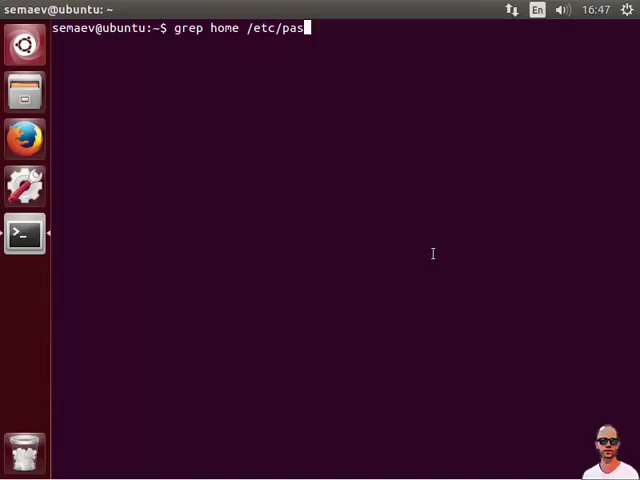 semaev@ubuntu: ~
En
16:47
semaev@ubuntu:~$ grep home /etc/pas
>_